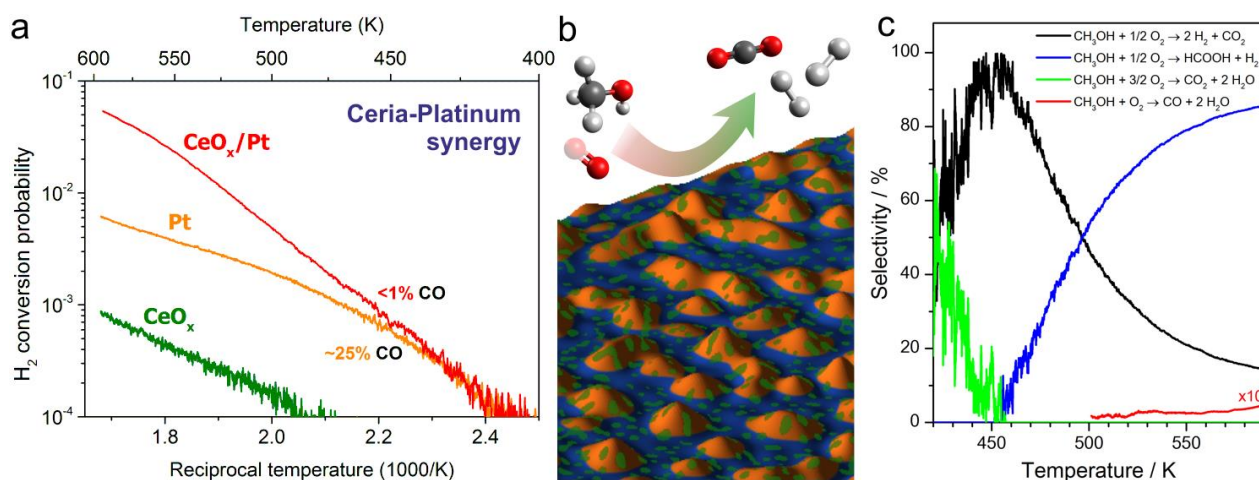 a
Temperature (K)
600 550 500 450 400
10⁻¹
10⁻²
10⁻³
10⁻⁴
H₂ conversion probability
Ceria-Platinum
synergy
CeOₓ/Pt
Pt
CeOₓ
<1% CO
~25% CO
1.8 2.0 2.2 2.4
Reciprocal temperature (1000/K)
b
c
CH₃OH + 1/2 O₂ → 2 H₂ + CO₂
CH₃OH + 1/2 O₂ → HCOOH + H₂
CH₃OH + 3/2 O₂ → CO₂ + 2 H₂O
CH₃OH + O₂ → CO + 2 H₂O
100
80
60
40
20
0
Selectivity / %
x10
450 500 550
Temperature / K